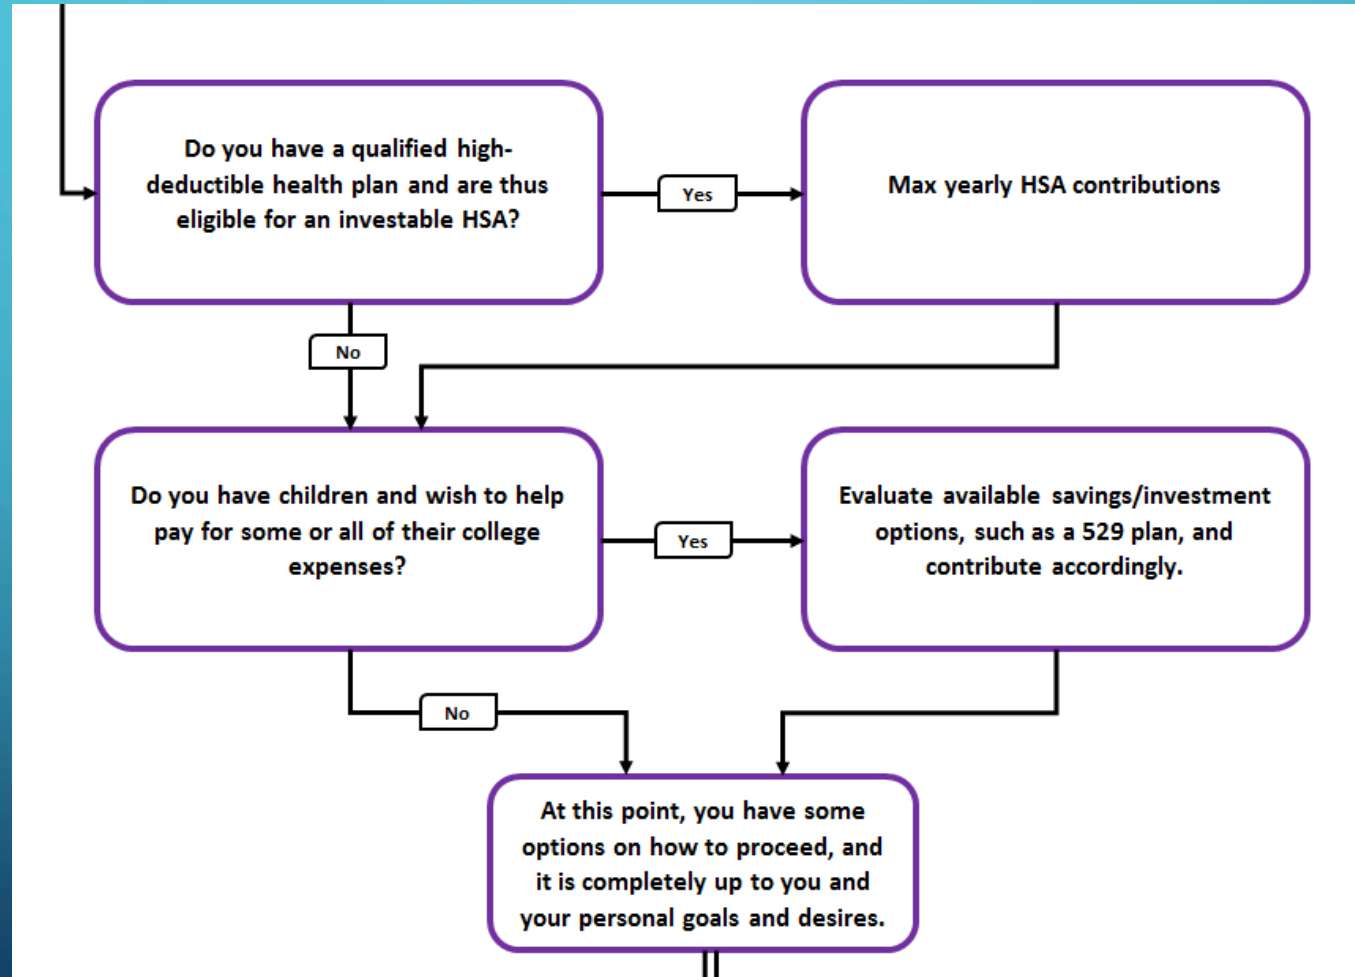 Do you have a qualified high-
deductible health plan and are thus
eligible for an investable HSA?
Yes
Max yearly HSA contributions
No
Do you have children and wish to help
pay for some or all of their college
expenses?
Yes
Evaluate available savings/investment
options, such as a 529 plan, and
contribute accordingly.
No
At this point, you have some
options on how to proceed, and
it is completely up to you and
your personal goals and desires.